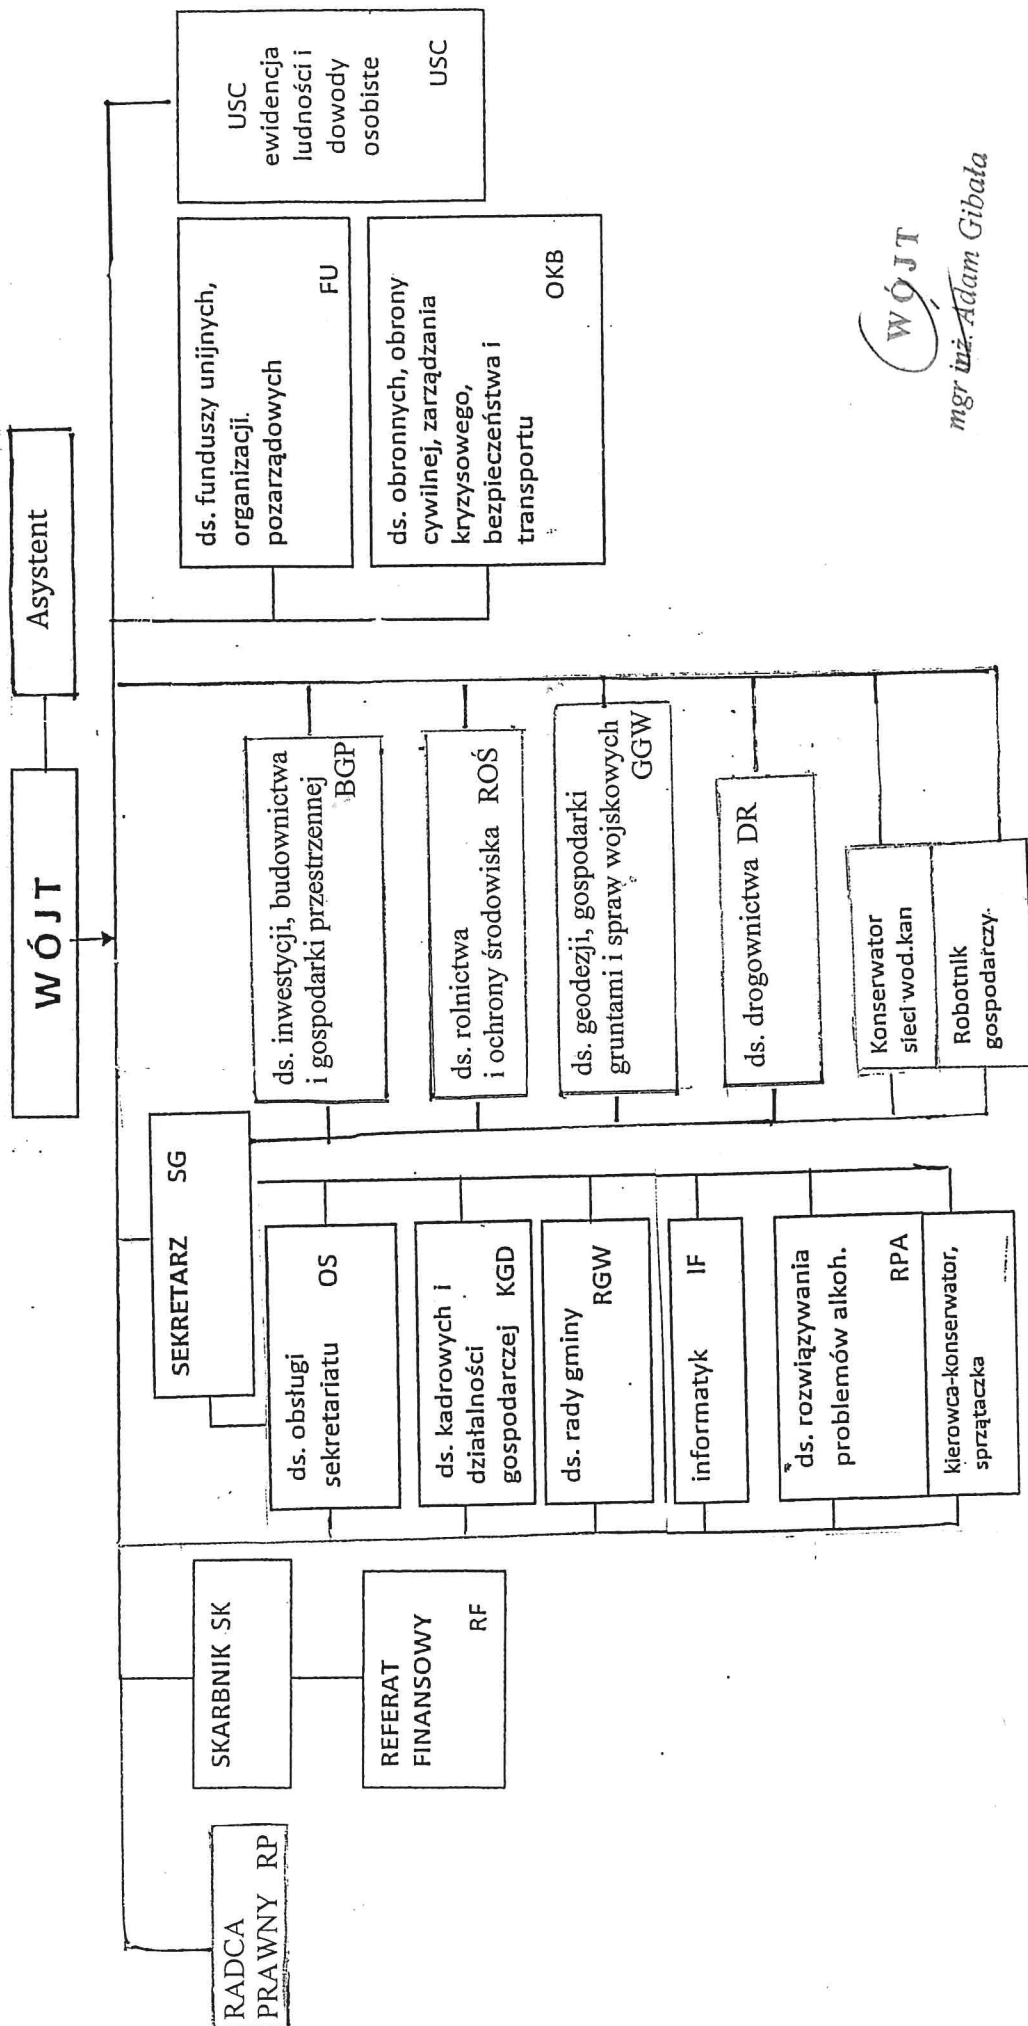 WÓJT
Asystent
RADCA
PRAWNY RP
SKARBNIK SK
REFERAT
FINANSOWY
RF
SEKRETARZ SG
ds. obsługi
sekretariatu OS
ds. kadrowych i
działalności
gospodarczej KGD
ds. rady gminy
RGW
informatyk IF
ds. rozwiązywania
problemów alkoh.
RPA
kierowca-konserwator,
sprzątaczka
ds. inwestycji, budownictwa
i gospodarki przestrzennej
BGP
ds. rolnictwa
i ochrony środowiska ROŚ
ds. geodezji, gospodarki
gruntami i spraw wojskowych
GGW
ds. drogownictwa DR
Konserwator
sieci wod.kan
Robotnik
gospodarczy.
ds. funduszy unijnych,
organizacji.
pozarządowych
FU
ds. obronnych, obrony
cywilnej, zarządzania
kryzysowego,
bezpieczeństwa i
transportu
OKB
USC
ewidencja
ludności i
dowody
osobiste
USC
WÓJT
mgr inż. Adam Gibała